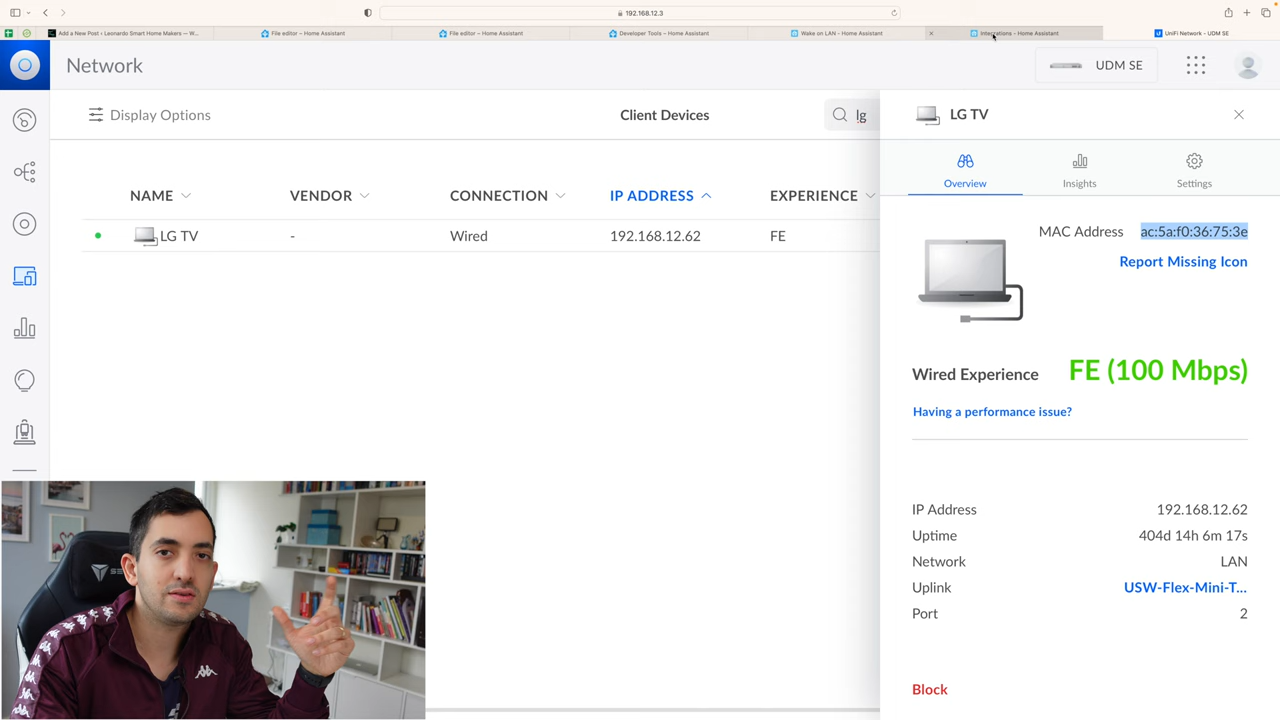 192.168.12.3
Add a New Post ‹ Leonardo Smart Home Makers — W...
File editor – Home Assistant
File editor – Home Assistant
Developer Tools – Home Assistant
Wake on LAN - Home Assistant
Integrations – Home Assistant
UniFi Network - UDM SE
Network
UDM SE
Display Options
Client Devices
lg
LG TV
Overview
Insights
Settings
NAME
VENDOR
CONNECTION
IP ADDRESS
EXPERIENCE
LG TV
-
Wired
192.168.12.62
FE
MAC Address ac:5a:f0:36:75:3e
Report Missing Icon
Wired Experience FE (100 Mbps)
Having a performance issue?
IP Address 192.168.12.62
Uptime 404d 14h 6m 17s
Network LAN
Uplink USW-Flex-Mini-T...
Port 2
Block